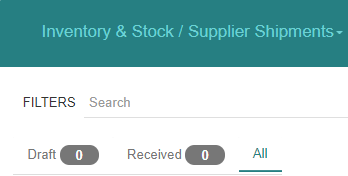 Inventory & Stock / Supplier Shipments
FILTERS Search
Draft 0 Received 0 All